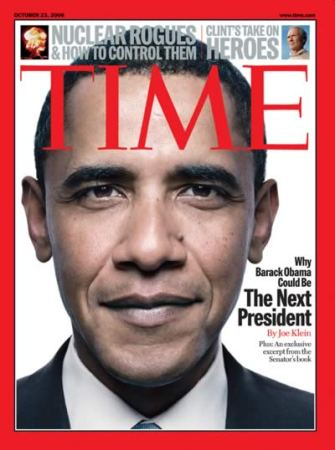 OCTOBER 23, 2006
www.time.com
NUCLEAR ROGUES
& HOW TO CONTROL THEM
CLINT'S TAKE ON
HEROES
TIME
Why
Barack Obama
Could Be
The Next
President
By Joe Klein
Plus: An exclusive
excerpt from the
Senator's book